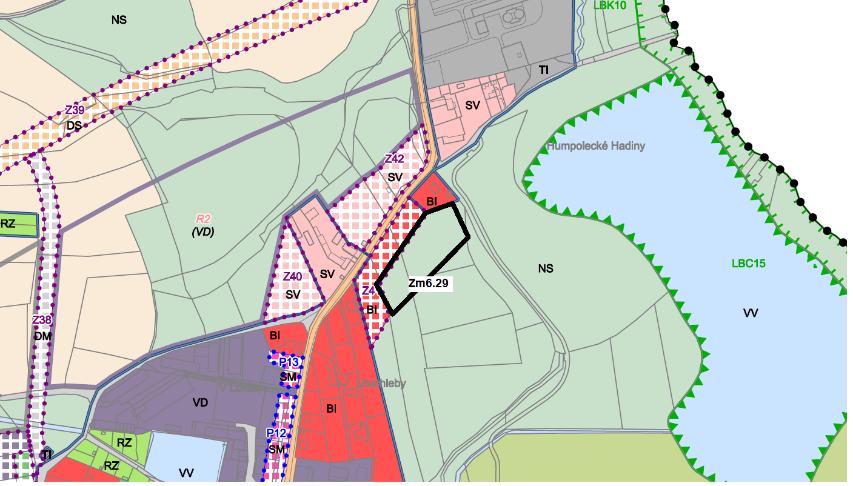 LBK10
NS
TI
SV
Z39
DS
Humpolecké Hadiny
Z42
SV
BI
RZ
R2
(VD)
LBC15
NS
SV
Z40
SV
Zm6.29
Z4
BI
VV
Z38
DM
BI
P13
SM
VD
BI
P12
SM
RZ
RZ
TI
VV